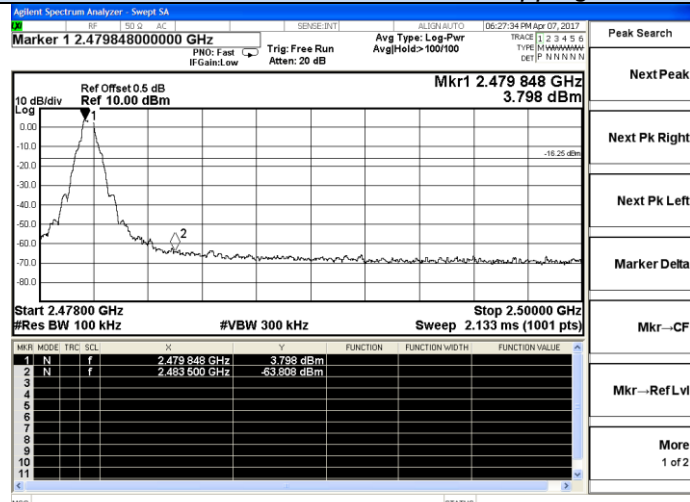 Agilent Spectrum Analyzer - Swept SA
RF 50 Ω AC SENSE:INT ALIGN AUTO 06:27:34 PM Apr 07, 2017
Marker 1 2.479848000000 GHz
PNO: Fast
IFGain:Low
Trig: Free Run
Atten: 20 dB
Avg Type: Log-Pwr
Avg|Hold>100/100
TRACE 1 2 3 4 5 6
TYPE M
DET P N N N N N
Ref Offset 0.5 dB
10 dB/div Ref 10.00 dBm
Log
Mkr1 2.479 848 GHz
3.798 dBm
1
0.00
-10.0
-16.25 dBm
-20.0
-30.0
-40.0
-50.0
2
-60.0
-70.0
-80.0
Start 2.47800 GHz Stop 2.50000 GHz
#Res BW 100 kHz #VBW 300 kHz Sweep 2.133 ms (1001 pts)
MKR MODE TRC SCL X Y FUNCTION FUNCTION WIDTH FUNCTION VALUE
1 N f 2.479 848 GHz 3.798 dBm
2 N f 2.483 500 GHz -63.808 dBm
3
4
5
6
7
8
9
10
11
Peak Search
Next Peak
Next Pk Right
Next Pk Left
Marker Delta
Mkr→CF
Mkr→Ref Lvl
More
1 of 2